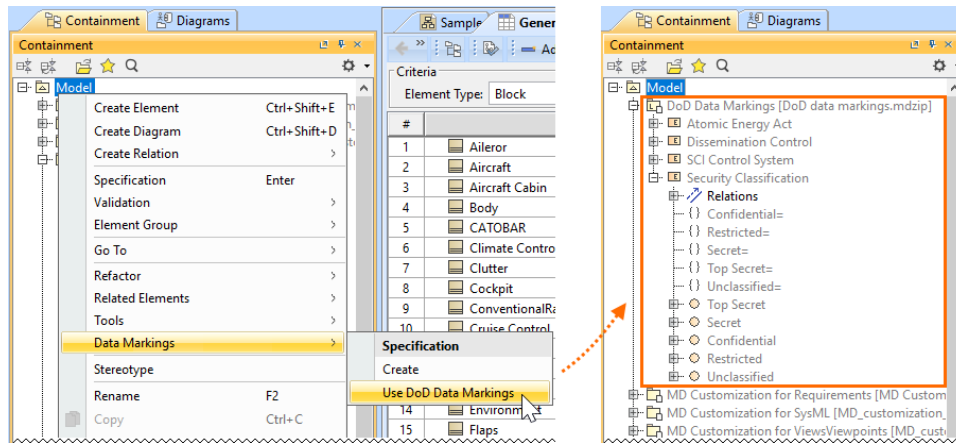 Containment Diagrams
Containment
Model
Create Element Ctrl+Shift+E
Create Diagram Ctrl+Shift+D
Create Relation
Specification Enter
Validation
Element Group
Go To
Refactor
Related Elements
Tools
Data Markings
Stereotype
Rename F2
Copy Ctrl+C
Specification
Create
Use DoD Data Markings
Sample Gener
Criteria
Element Type: Block
#
1 Aileror
2 Aircraft
3 Aircraft Cabin
4 Body
5 CATOBAR
6 Climate Contro
7 Clutter
8 Cockpit
9 ConventionalRa
10 Cruise Control
14 Environm
15 Flaps
Containment Diagrams
Containment
Model
DoD Data Markings [DoD data markings.mdzip]
Atomic Energy Act
Dissemination Control
SCI Control System
Security Classification
Relations
{} Confidential=
{} Restricted=
{} Secret=
{} Top Secret=
{} Unclassified=
Top Secret
Secret
Confidential
Restricted
Unclassified
MD Customization for Requirements [MD Custom
MD Customization for SysML [MD_customization_
MD Customization for ViewsViewpoints [MD_cust